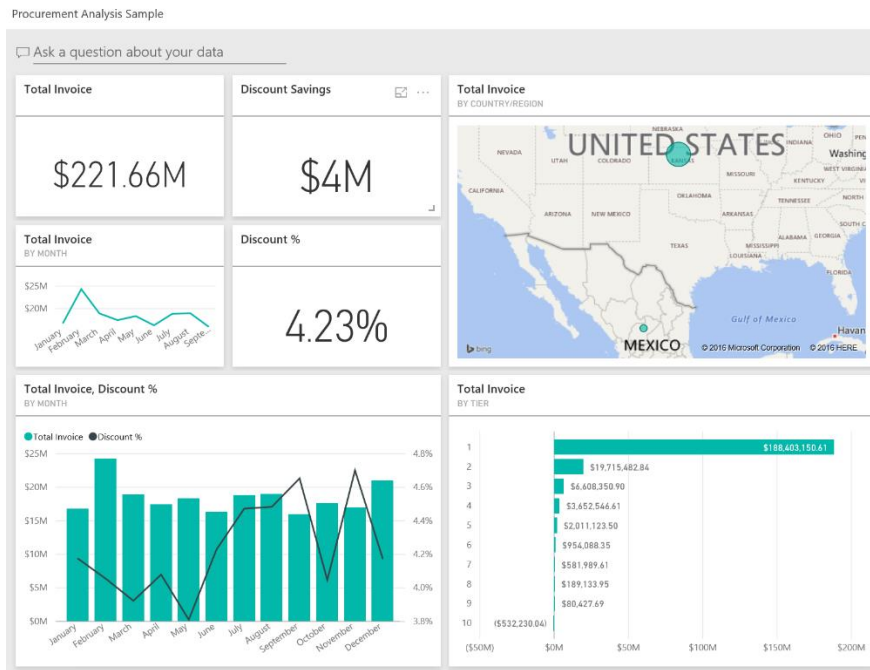 Procurement Analysis Sample
Ask a question about your data
Total Invoice
$221.66M
Discount Savings
...
$4M
Total Invoice
BY COUNTRY/REGION
UNITED STATES
NEBRASKA
NEVADA
UTAH
COLORADO
KANSAS
INDIANA
OHIO
PEN
Washing
MISSOURI
WEST VIRGINIA
KENTUCKY
VI
CALIFORNIA
OKLAHOMA
TENNESSEE
NORTH
ARIZONA
NEW MEXICO
ARKANSAS
SOUTH C
TEXAS
MISSISSIPPI
ALABAMA
GEORGIA
LOUISIANA
FLORIDA
Gulf of Mexico
Havan
MEXICO
bing
© 2016 Microsoft Corporation
© 2016 HERE
Total Invoice
BY MONTH
$25M
$20M
January
February
March
April
May
June
July
August
Septe...
Discount %
4.23%
Total Invoice, Discount %
BY MONTH
Total Invoice
Discount %
$25M
$20M
$15M
$10M
$5M
$0M
4.8%
4.6%
4.4%
4.2%
4.0%
3.8%
January
February
March
April
May
June
July
August
September
October
November
December
Total Invoice
BY TIER
1 $188,403,150.61
2 $19,715,482.84
3 $6,608,350.90
4 $3,652,546.61
5 $2,011,123.50
6 $954,088.35
7 $581,989.61
8 $189,133.95
9 $80,427.69
10 ($532,230.04)
($50M) $0M $50M $100M $150M $200M